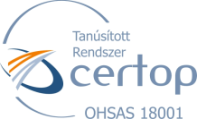 Tanúsított
Rendszer
certop
OHSAS 18001